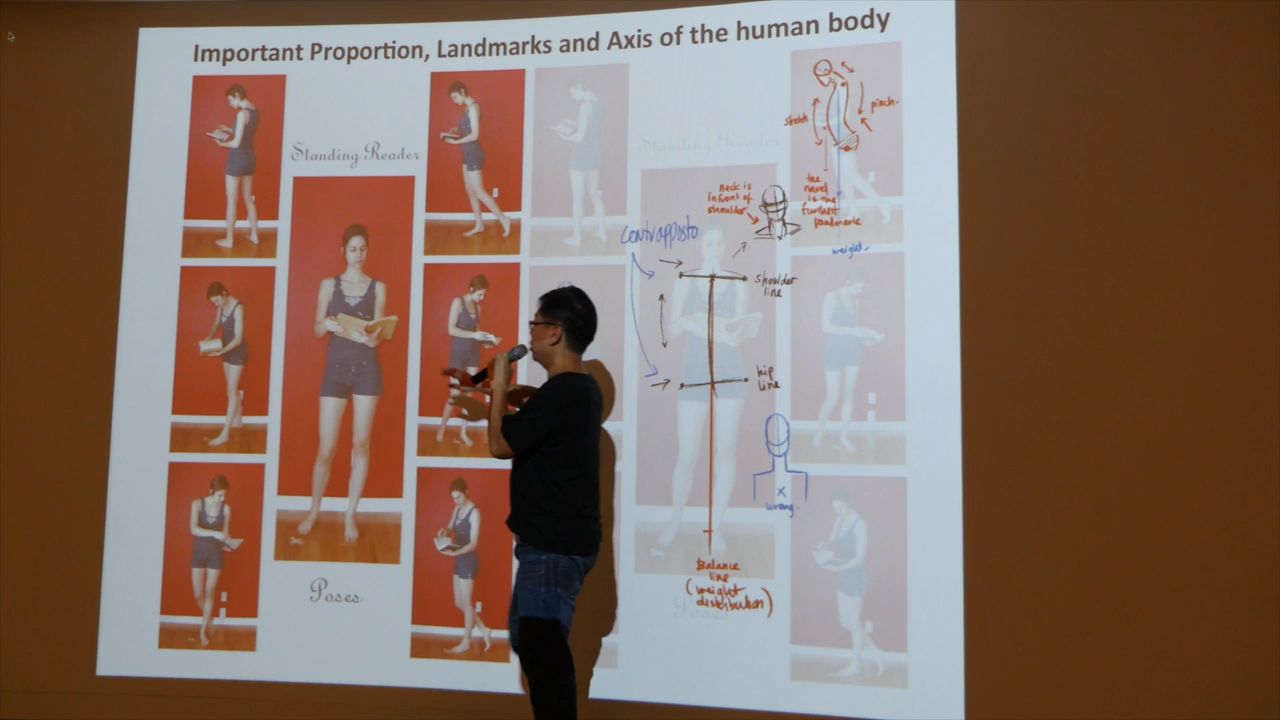 Important Proportion, Landmarks and Axis of the human body
Standing Reader
Poses
Standing Reader
contrapposto
neck is
in front of
shoulder
stretch
pinch.
the
navel
is the
furthest
landmark
weight.
shoulder
line
hip
line
x
wrong.
Balance
line
(weight
distribution)
Poses